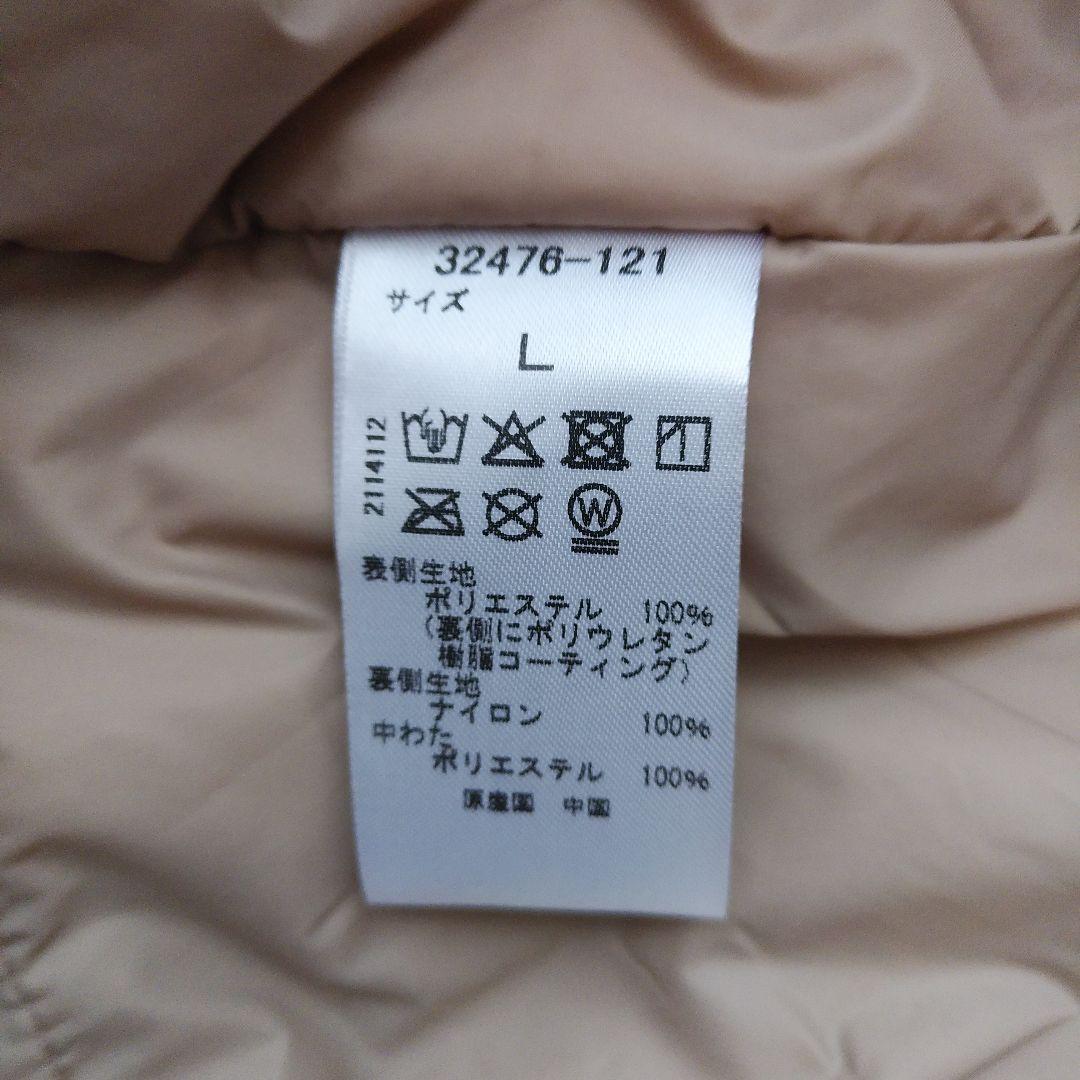 32476-121
サイズ
L
2114112
W
表側生地
ポリエステル 100%
(裏側にポリウレタン
樹脂コーティング)
裏側生地
ナイロン 100%
中わた
ポリエステル 100%
原産国 中国